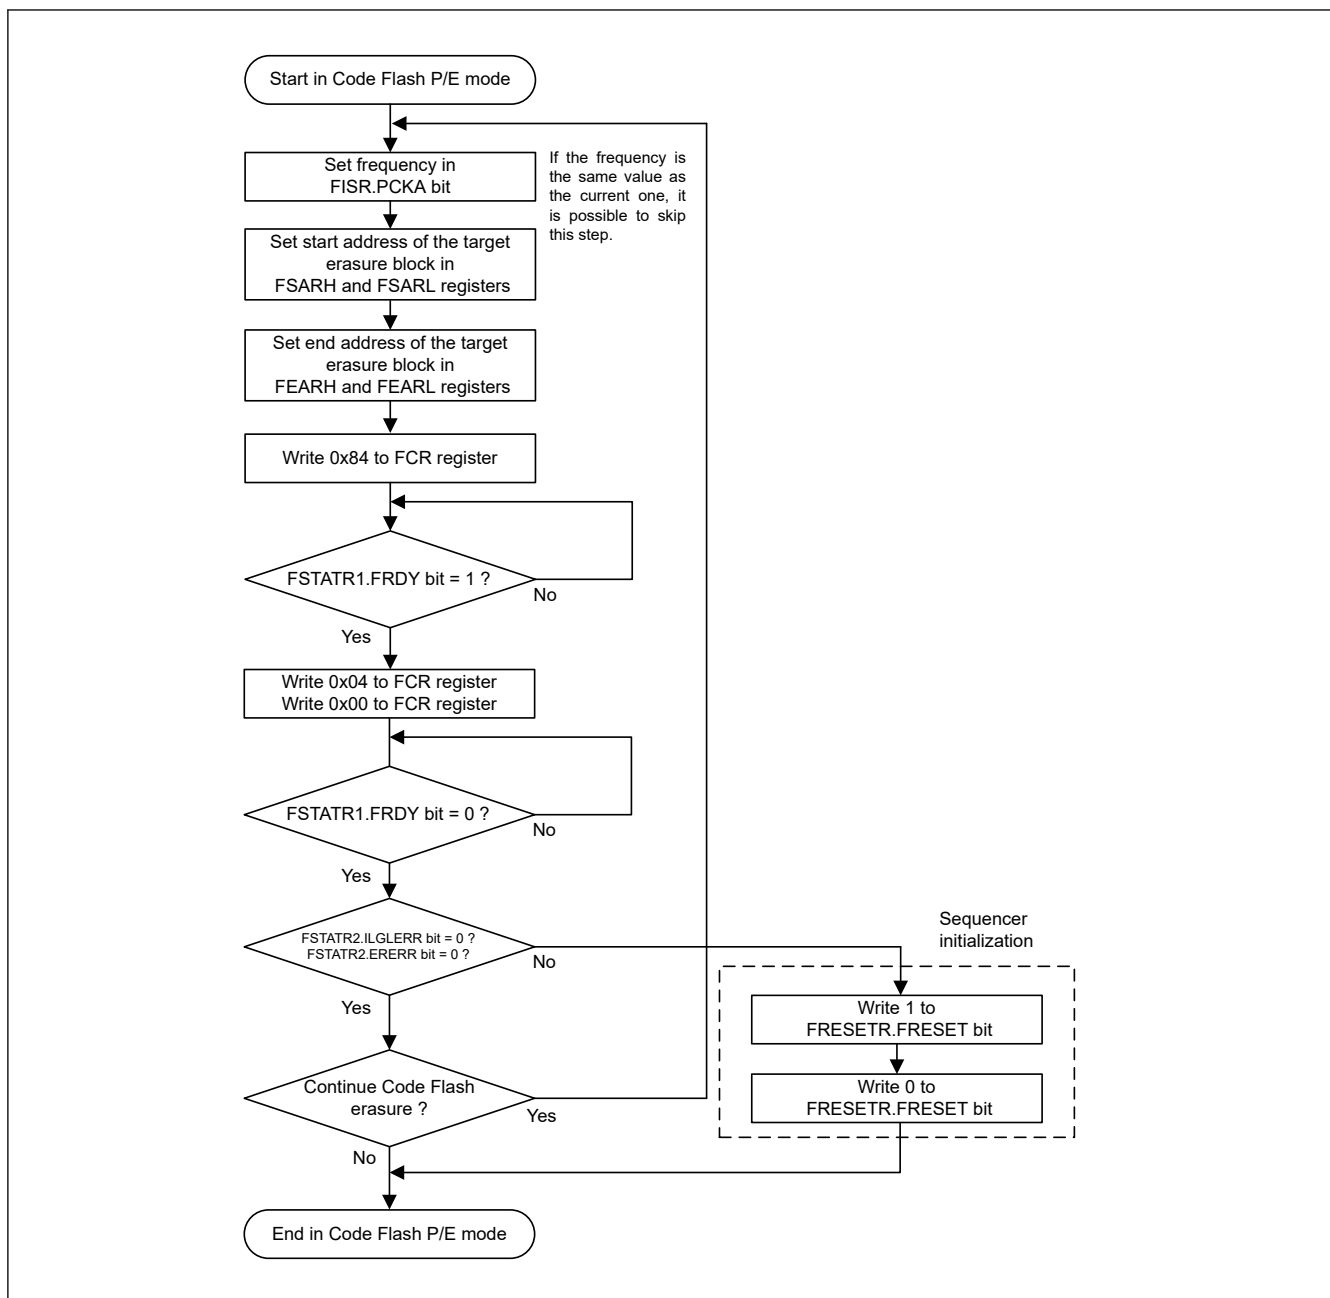 Start in Code Flash P/E mode
Set frequency in
FISR.PCKA bit
If the frequency is
the same value as
the current one, it
is possible to skip
this step.
Set start address of the target
erasure block in
FSARH and FSARL registers
Set end address of the target
erasure block in
FEARH and FEARL registers
Write 0x84 to FCR register
FSTATR1.FRDY bit = 1 ?
No
Yes
Write 0x04 to FCR register
Write 0x00 to FCR register
FSTATR1.FRDY bit = 0 ?
No
Yes
FSTATR2.ILGLERR bit = 0 ?
FSTATR2.ERERR bit = 0 ?
No
Yes
Sequencer
initialization
Write 1 to
FRESETR.FRESET bit
Write 0 to
FRESETR.FRESET bit
Continue Code Flash
erasure ?
Yes
No
End in Code Flash P/E mode